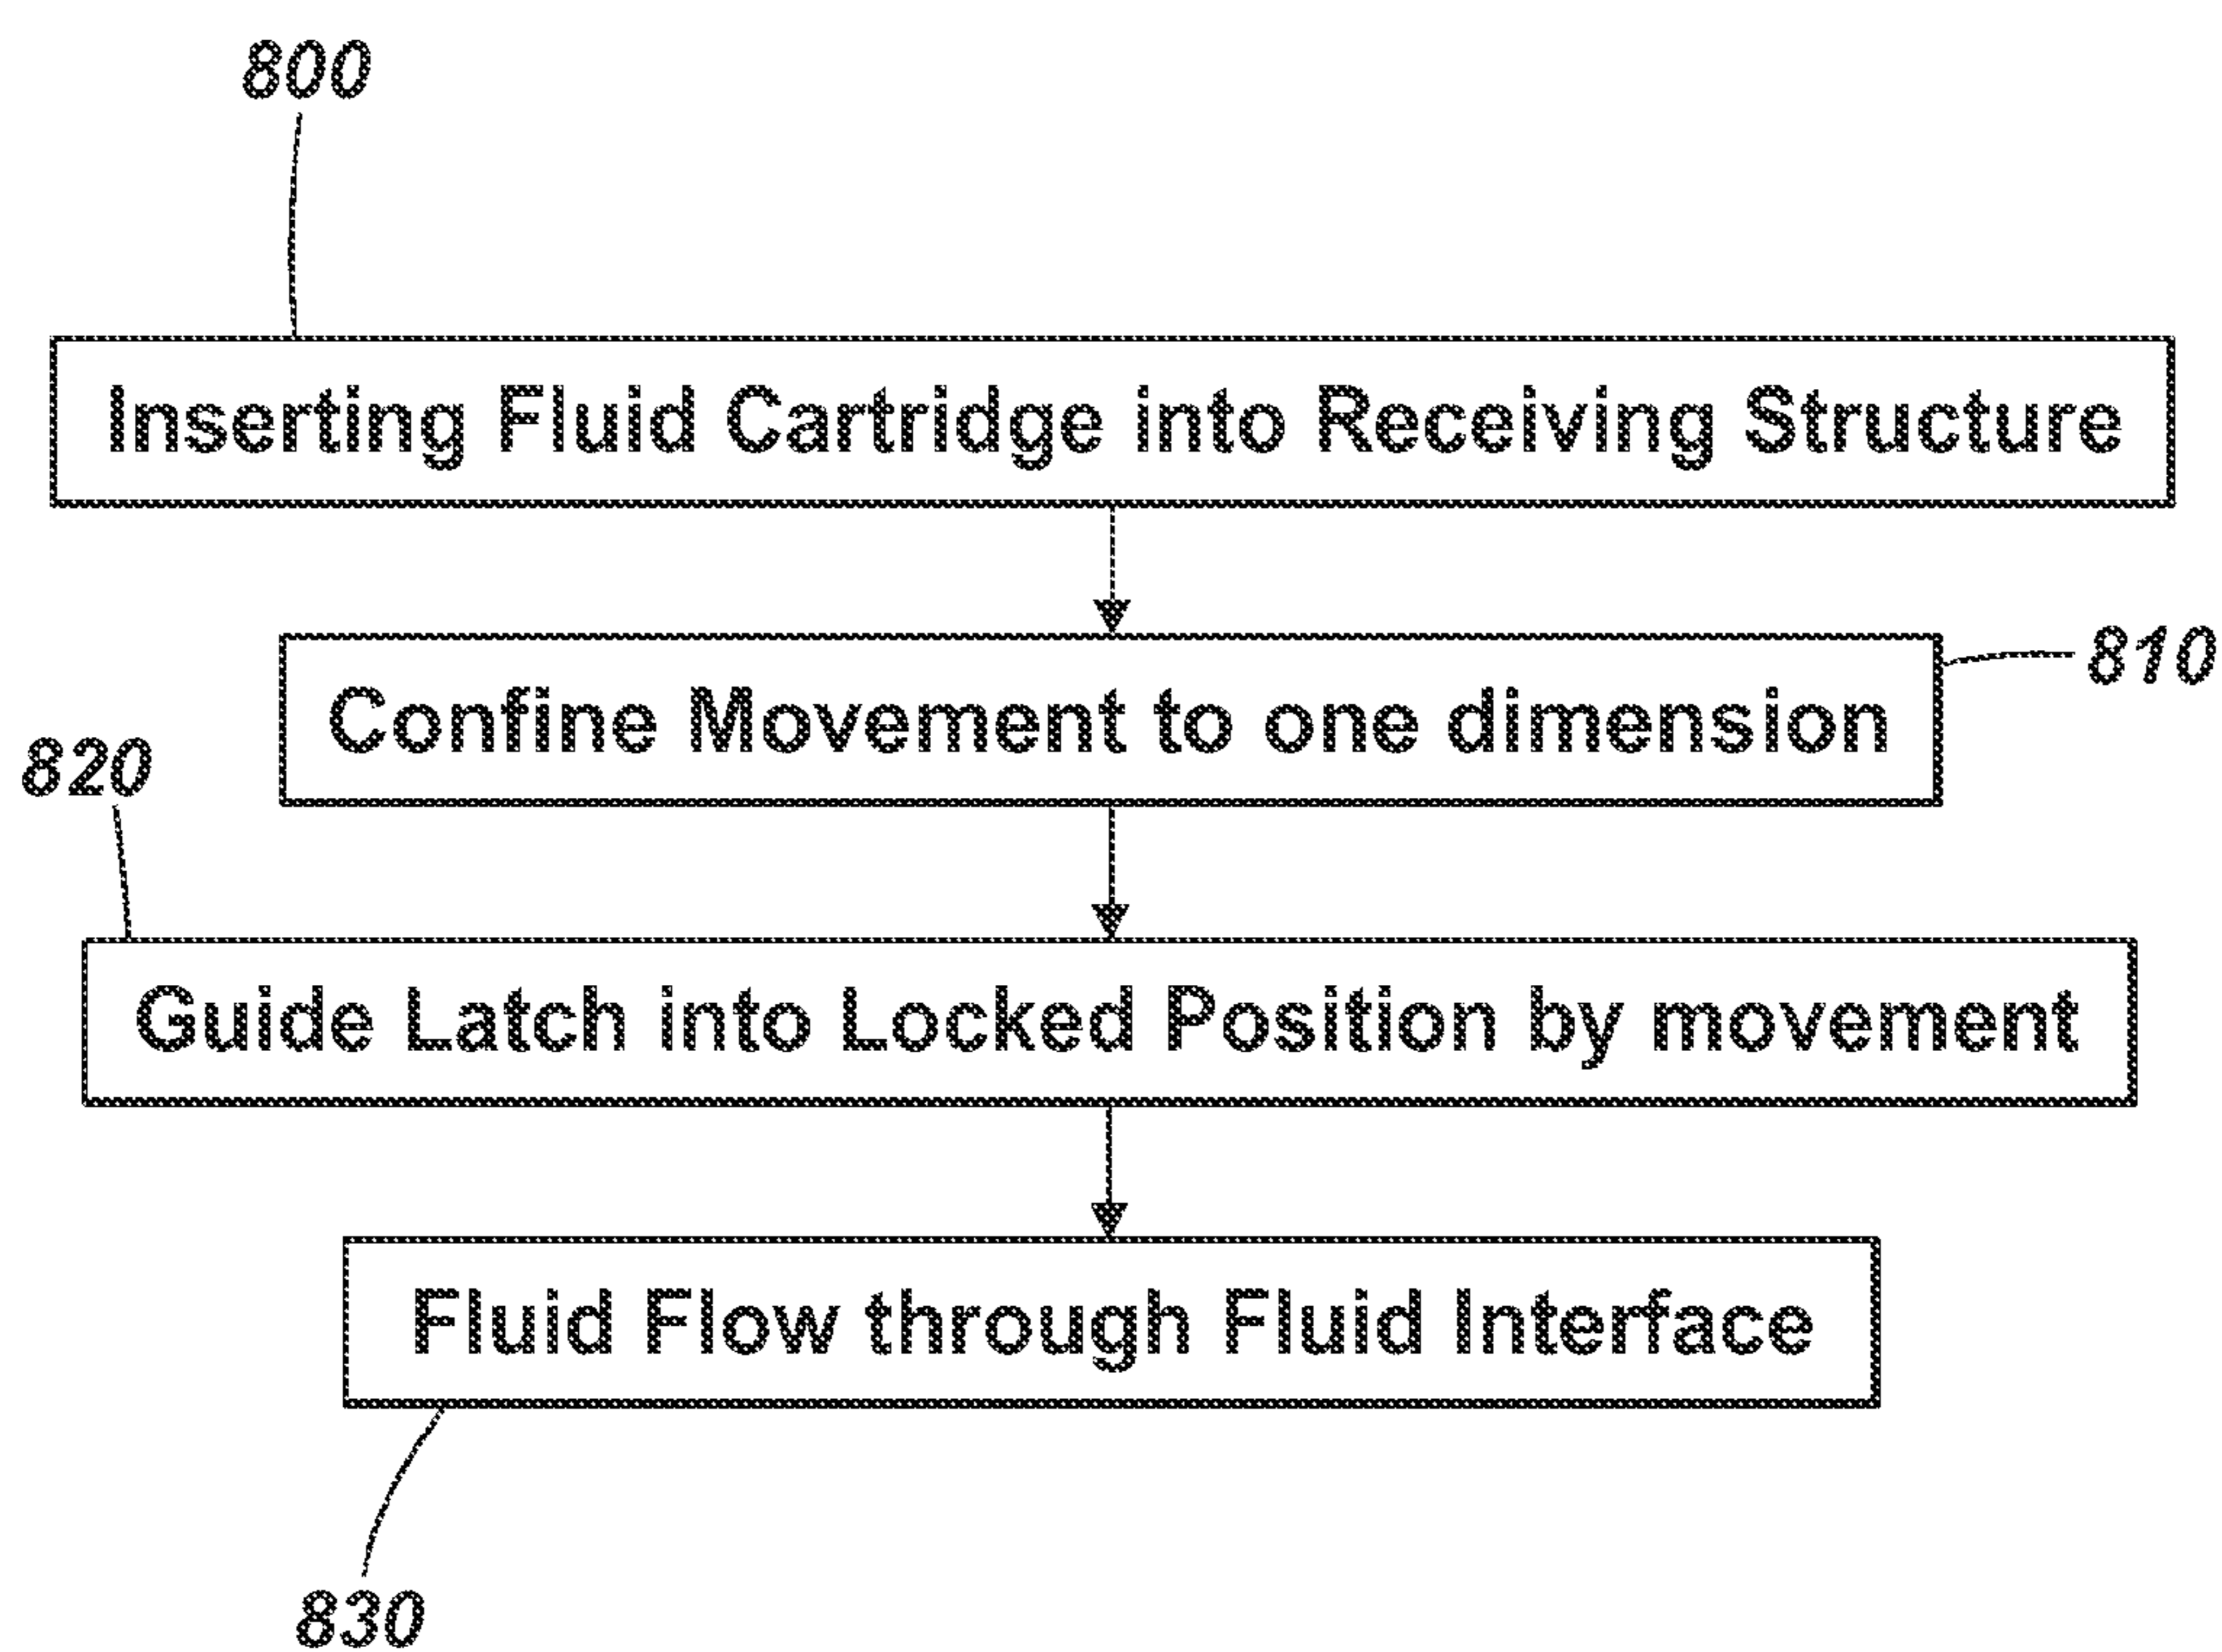 800
Inserting Fluid Cartridge into Receiving Structure
810
Confine Movement to one dimension
820
Guide Latch into Locked Position by movement
Fluid Flow through Fluid Interface
830